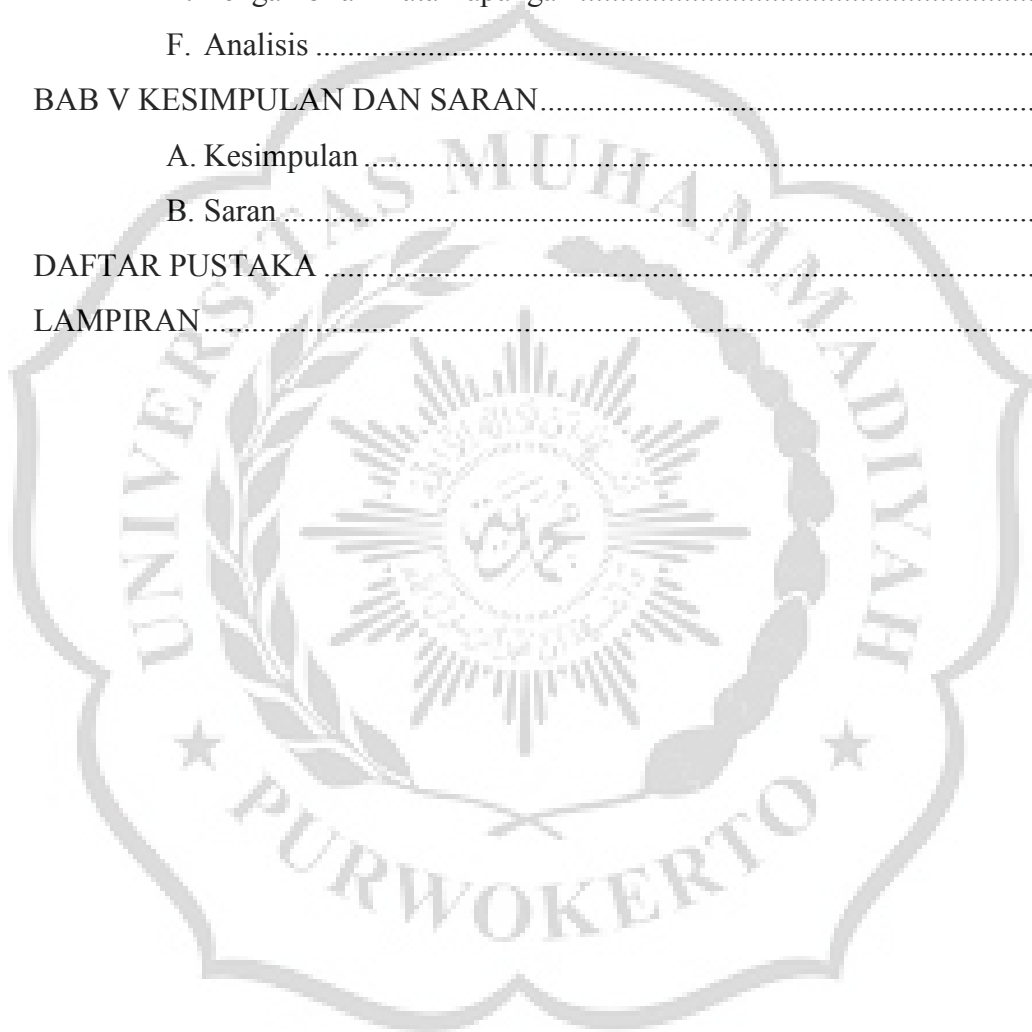 F. Analisis ....................................................................................................
BAB V KESIMPULAN DAN SARAN....................................................................
A. Kesimpulan ..............................................................................................
B. Saran ........................................................................................................
DAFTAR PUSTAKA ..................................................................................................
LAMPIRAN..................................................................................................................
UNIVERSITAS MUHAMMADIYAH
★ PURWOKERTO ★